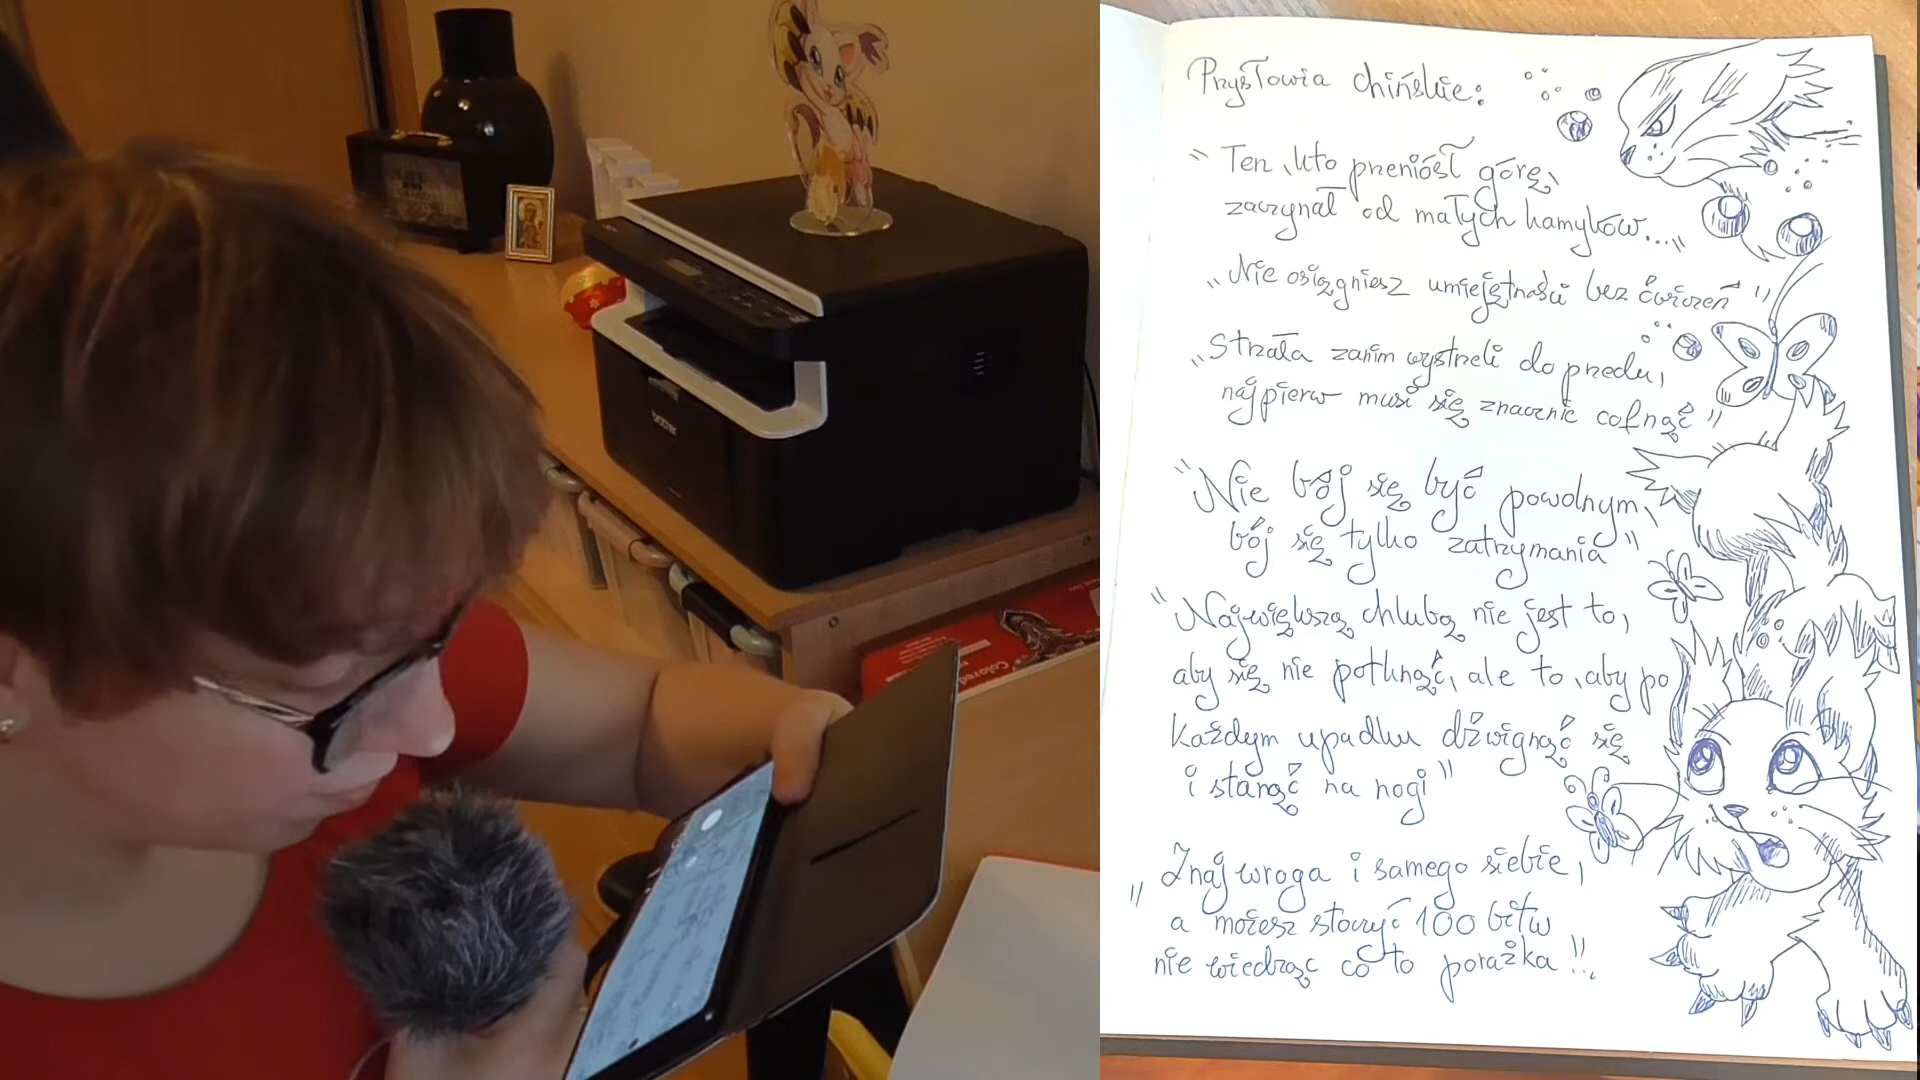 Przysłowia chińskie:
"Ten, kto przeniósł górę,
zaczynał od małych kamyków..."
"Nie osiągniesz umiejętności bez ćwiczeń"
"Strzała zanim wystrzeli do przodu,
najpierw musi się znacznie cofnąć"
"Nie bój się być powolnym,
bój się tylko zatrzymania"
"Największą chlubą nie jest to,
aby się nie potknąć, ale to, aby po
każdym upadku dźwignąć się
i stanąć na nogi"
"Znaj wroga i samego siebie,
a możesz stoczyć 100 bitw
nie wiedząc co to porażka!"
brother
Colored